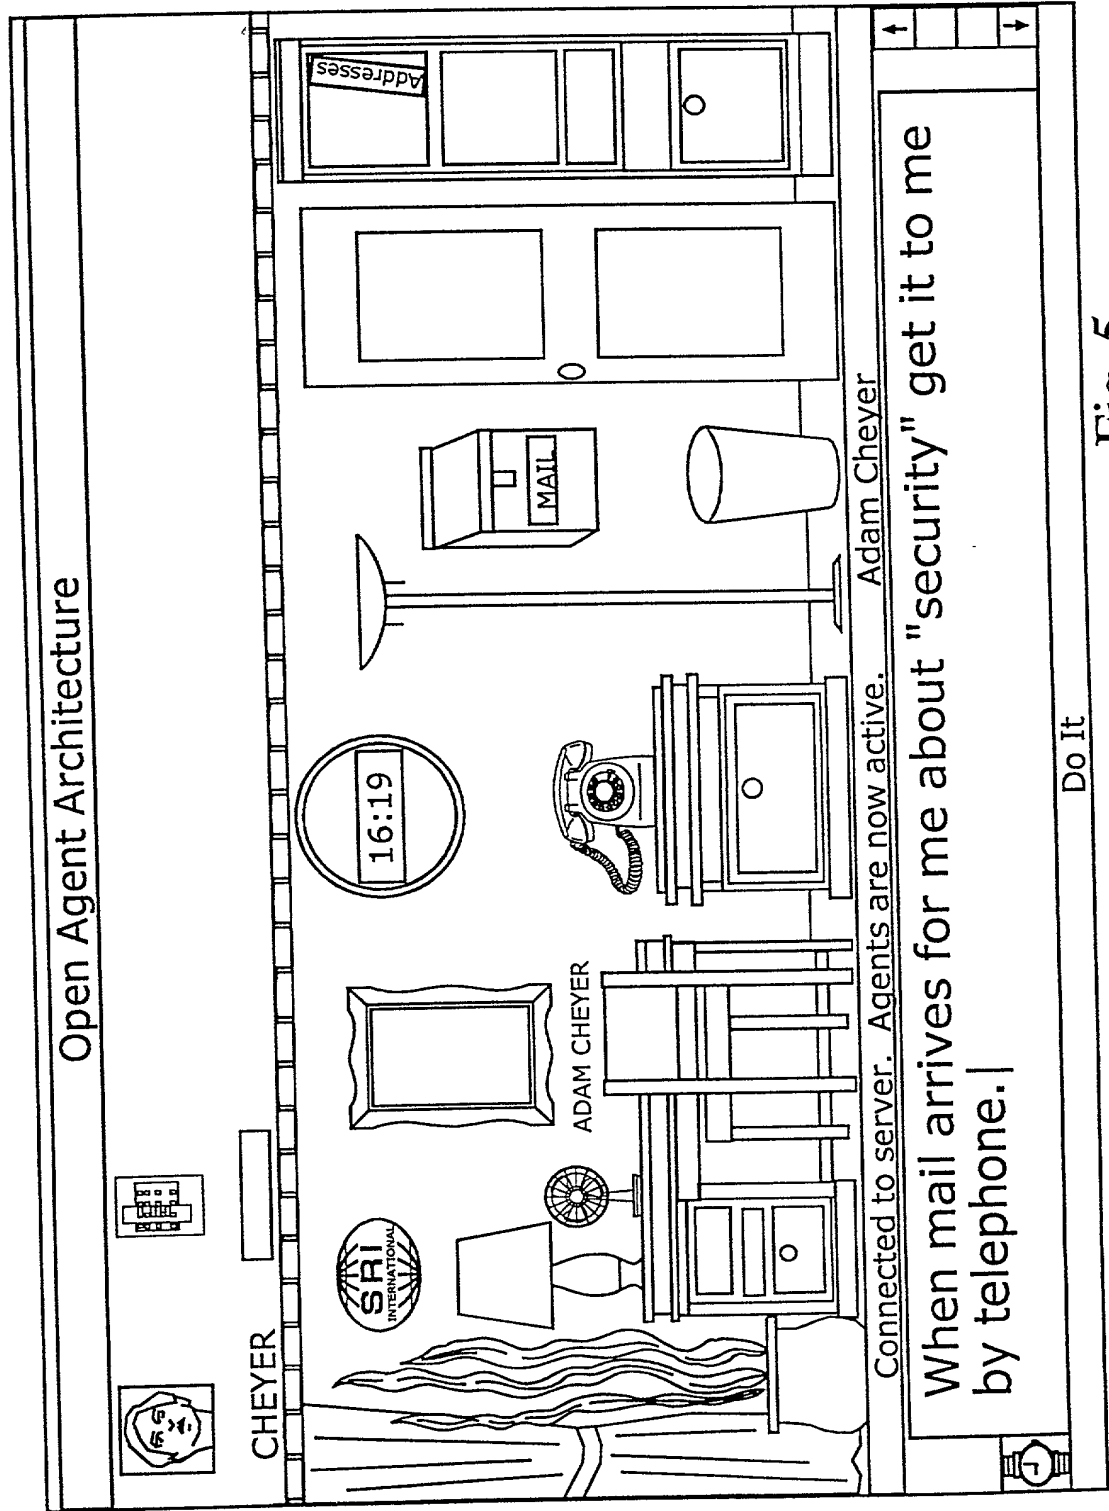 Open Agent Architecture
CHEYER
SRI
INTERNATIONAL
ADAM CHEYER
16:19
MAIL
Addresses
Connected to server. Agents are now active. Adam Cheyer
When mail arrives for me about "security" get it to me
by telephone.
Do It
Fig. 5